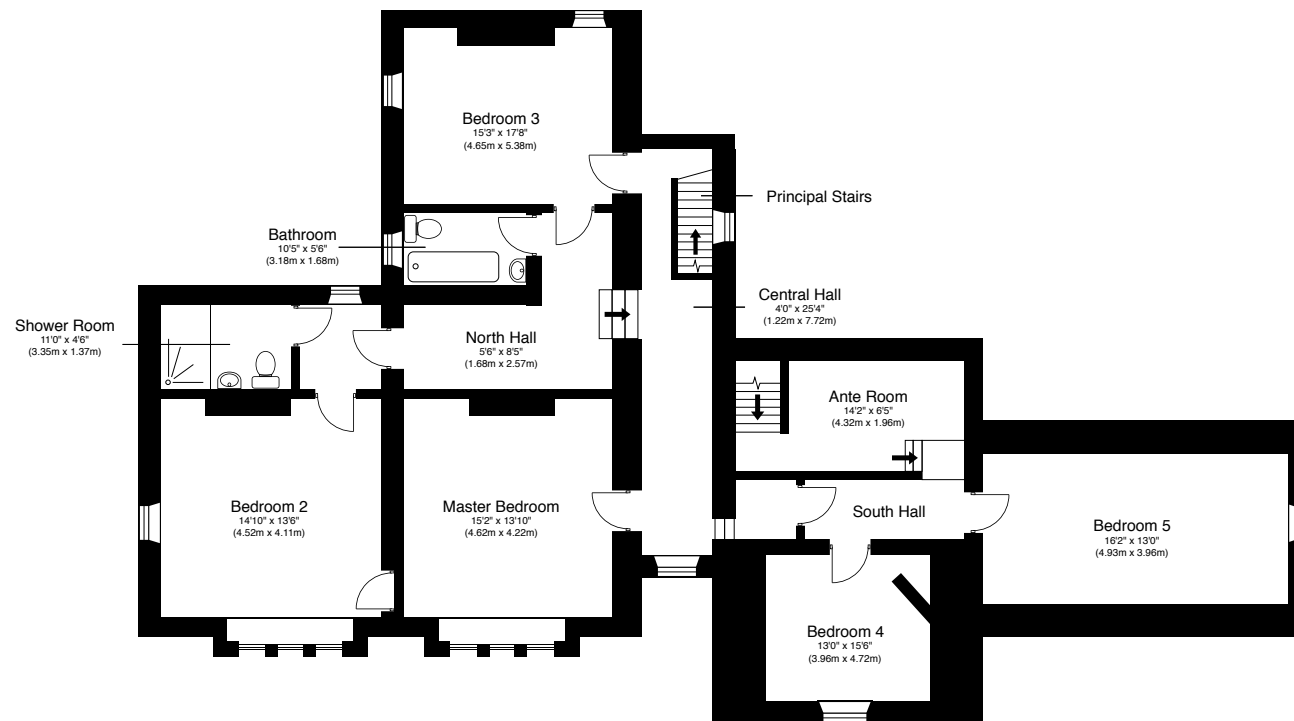 Bedroom 3
15'3" x 17'8"
(4.65m x 5.38m)
Principal Stairs
Bathroom
10'5" x 5'6"
(3.18m x 1.68m)
Central Hall
4'0" x 25'4"
(1.22m x 7.72m)
Shower Room
11'0" x 4'6"
(3.35m x 1.37m)
North Hall
5'6" x 8'5"
(1.68m x 2.57m)
Ante Room
14'2" x 6'5"
(4.32m x 1.96m)
Bedroom 2
14'10" x 13'6"
(4.52m x 4.11m)
Master Bedroom
15'2" x 13'10"
(4.62m x 4.22m)
South Hall
Bedroom 5
16'2" x 13'0"
(4.93m x 3.96m)
Bedroom 4
13'0" x 15'6"
(3.96m x 4.72m)